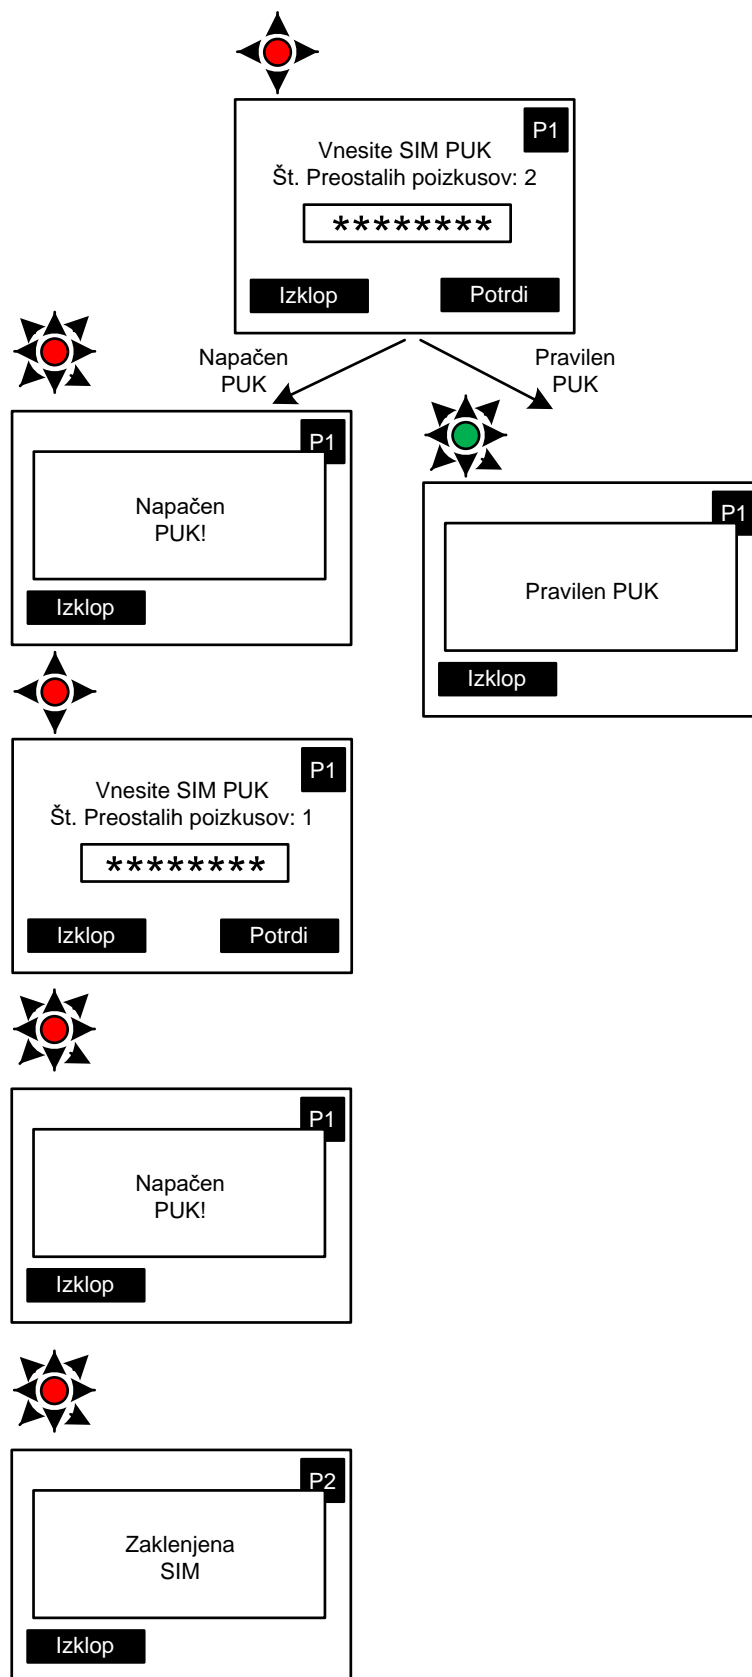 P1
Vnesite SIM PUK
Št. Preostalih poizkusov: 2
********
Izklop
Potrdi
Napačen
PUK
Pravilen
PUK
P1
Napačen
PUK!
Izklop
P1
Pravilen PUK
Izklop
P1
Vnesite SIM PUK
Št. Preostalih poizkusov: 1
********
Izklop
Potrdi
P1
Napačen
PUK!
Izklop
P2
Zaklenjena
SIM
Izklop